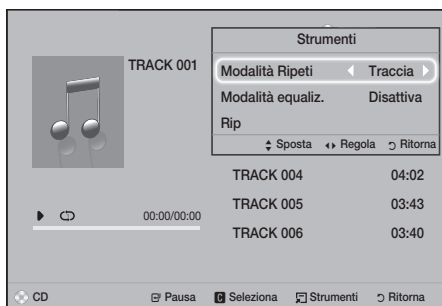 Strumenti
TRACK 001
Modalità Ripeti Traccia
Modalità equaliz. Disattiva
Rip
Sposta Regola Ritorna
TRACK 004 04:02
TRACK 005 03:43
00:00/00:00
TRACK 006 03:40
CD Pausa C Seleziona Strumenti Ritorna